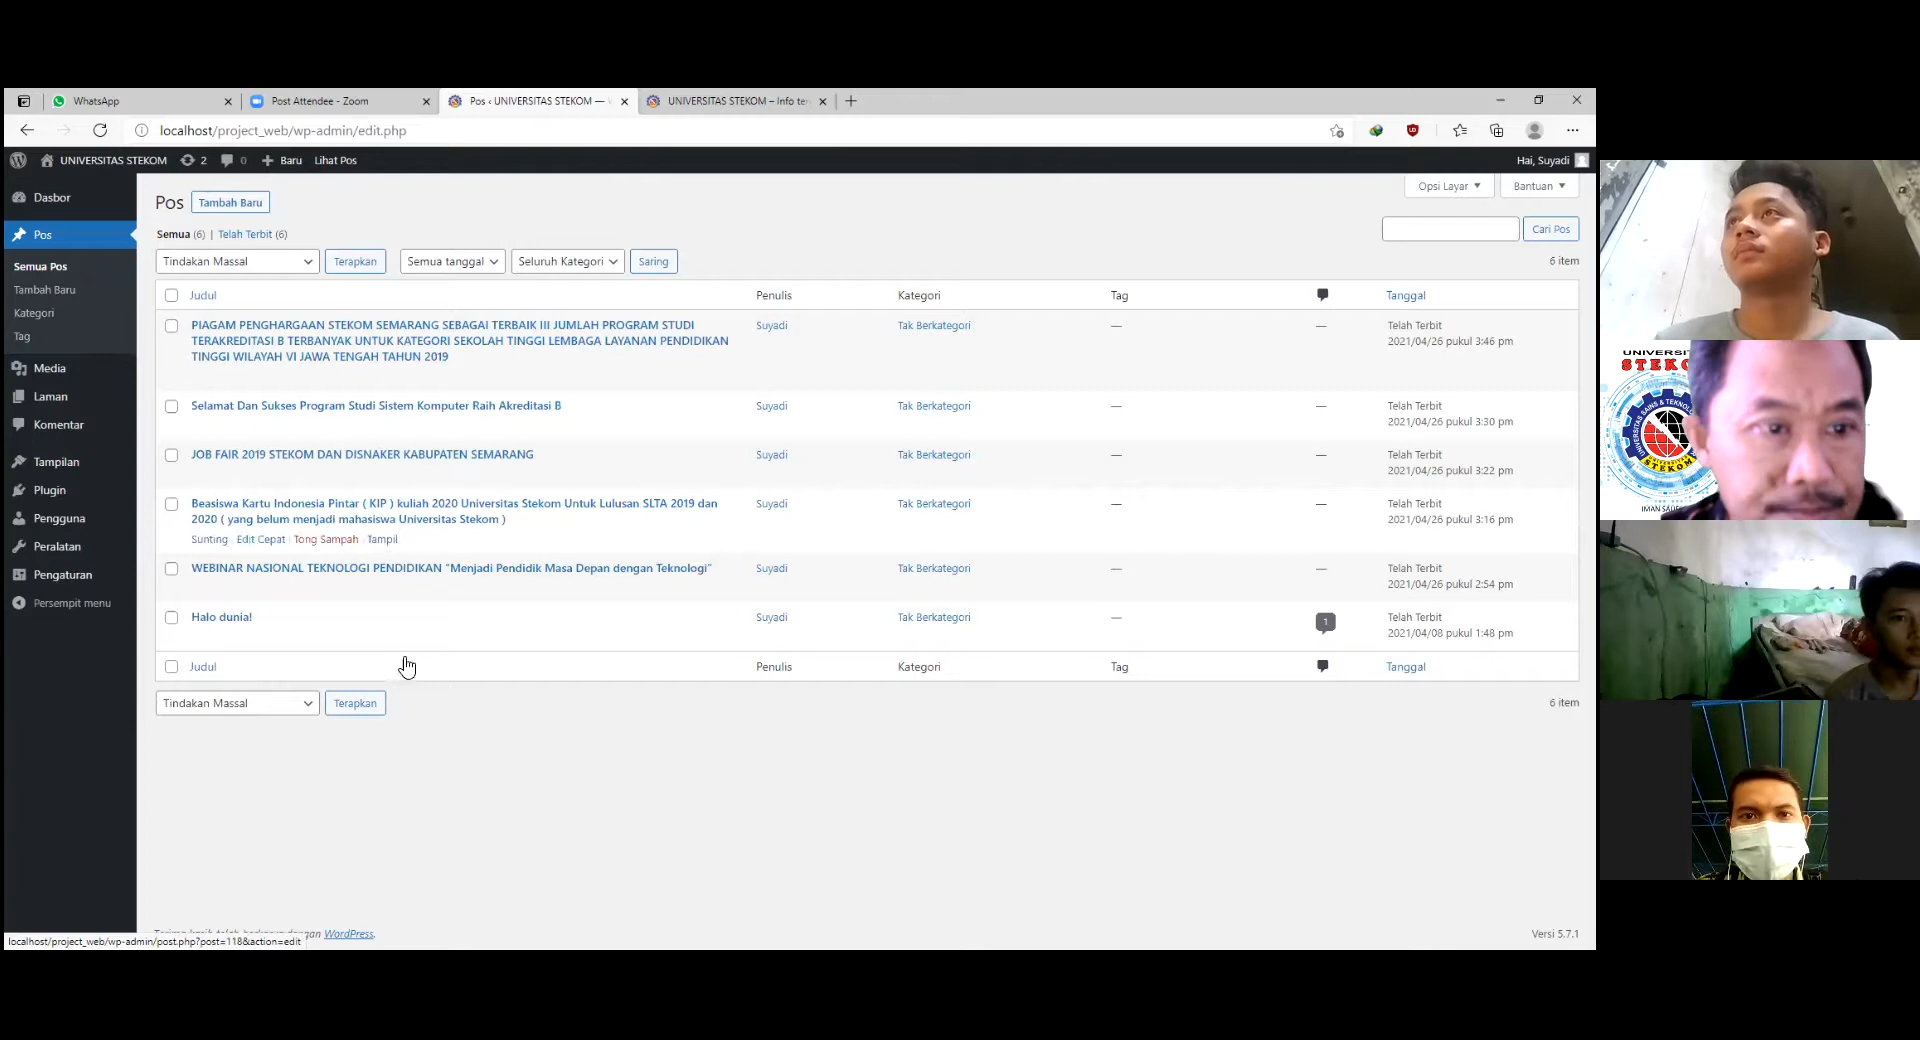 WhatsApp
Post Attendee - Zoom
Pos ‹ UNIVERSITAS STEKOM —
UNIVERSITAS STEKOM – Info ter
localhost/project_web/wp-admin/edit.php
UNIVERSITAS STEKOM 2 0 Baru Lihat Pos Hai, Suyadi
Dasbor
Pos
Semua Pos
Tambah Baru
Kategori
Tag
Media
Laman
Komentar
Tampilan
Plugin
Pengguna
Peralatan
Pengaturan
Persempit menu
Opsi Layar Bantuan
Pos Tambah Baru
Semua (6) | Telah Terbit (6)
Cari Pos
Tindakan Massal Terapkan Semua tanggal Seluruh Kategori Saring 6 item
Judul Penulis Kategori Tag Tanggal
PIAGAM PENGHARGAAN STEKOM SEMARANG SEBAGAI TERBAIK III JUMLAH PROGRAM STUDI
TERAKREDITASI B TERBANYAK UNTUK KATEGORI SEKOLAH TINGGI LEMBAGA LAYANAN PENDIDIKAN
TINGGI WILAYAH VI JAWA TENGAH TAHUN 2019
Suyadi Tak Berkategori — — Telah Terbit
2021/04/26 pukul 3:46 pm
Selamat Dan Sukses Program Studi Sistem Komputer Raih Akreditasi B Suyadi Tak Berkategori — — Telah Terbit
2021/04/26 pukul 3:30 pm
JOB FAIR 2019 STEKOM DAN DISNAKER KABUPATEN SEMARANG Suyadi Tak Berkategori — — Telah Terbit
2021/04/26 pukul 3:22 pm
Beasiswa Kartu Indonesia Pintar ( KIP ) kuliah 2020 Universitas Stekom Untuk Lulusan SLTA 2019 dan
2020 ( yang belum menjadi mahasiswa Universitas Stekom )
Suyadi Tak Berkategori — — Telah Terbit
2021/04/26 pukul 3:16 pm
Sunting | Edit Cepat | Tong Sampah | Tampil
WEBINAR NASIONAL TEKNOLOGI PENDIDIKAN "Menjadi Pendidik Masa Depan dengan Teknologi" Suyadi Tak Berkategori — — Telah Terbit
2021/04/26 pukul 2:54 pm
Halo dunia! Suyadi Tak Berkategori — 1 Telah Terbit
2021/04/08 pukul 1:48 pm
Judul Penulis Kategori Tag Tanggal
Tindakan Massal Terapkan 6 item
WordPress.
Versi 5.7.1
localhost/project_web/wp-admin/post.php?post=118&action=edit
STEKOM